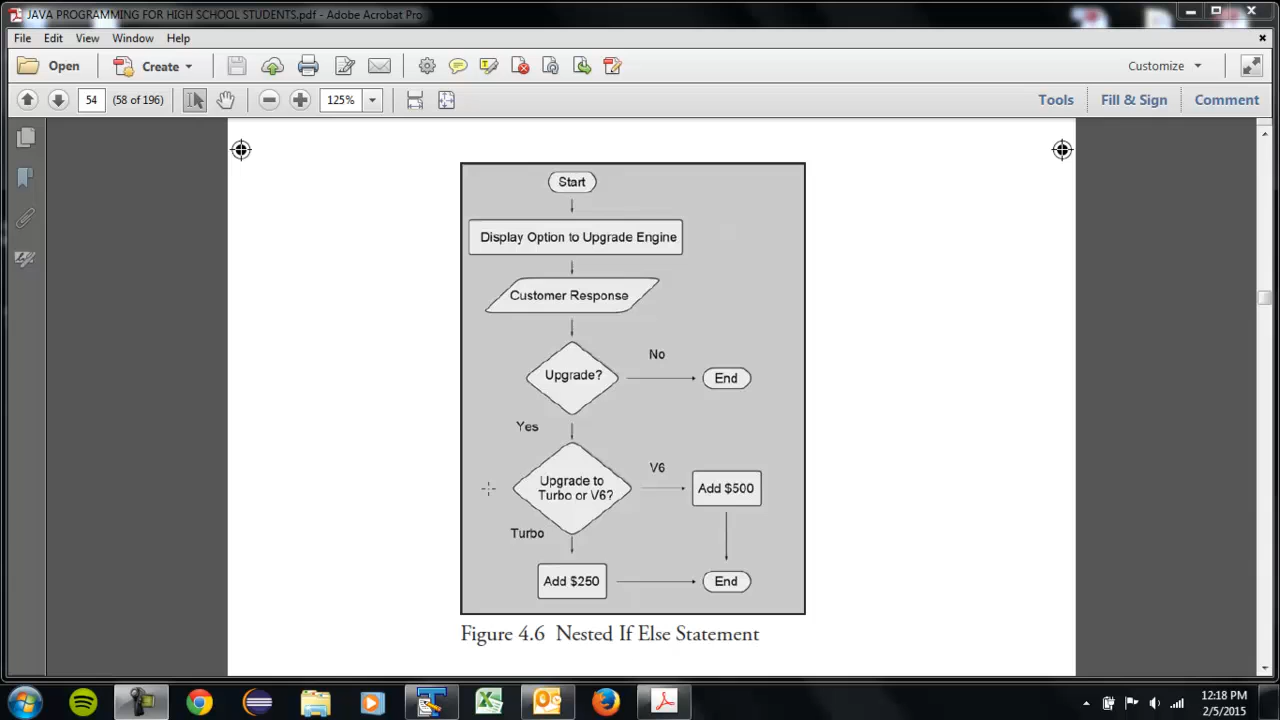 JAVA PROGRAMMING FOR HIGH SCHOOL STUDENTS.pdf - Adobe Acrobat Pro
File Edit View Window Help
Open Create Customize
54 (58 of 196) 125% Tools Fill & Sign Comment
Start
Display Option to Upgrade Engine
Customer Response
No
Upgrade? End
Yes
V6
Upgrade to
Turbo or V6? Add $500
Turbo
Add $250 End
Figure 4.6 Nested If Else Statement
12:18 PM
2/5/2015